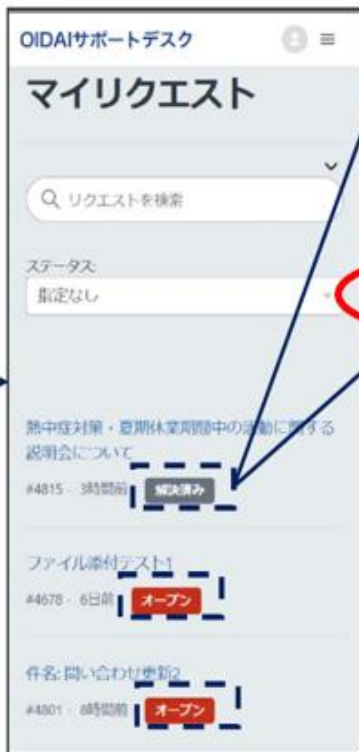 OIDAIサポートデスク
マイリクエスト
リクエストを検索
ステータス:
指定なし
熱中症対策・夏期休業期間中の活動に関する
説明会について
#4815 · 3時間前 解決済み
ファイル添付テスト1
#4678 · 6日前 オープン
件名: 問い合わせ更新2
#4801 · 8時間前 オープン